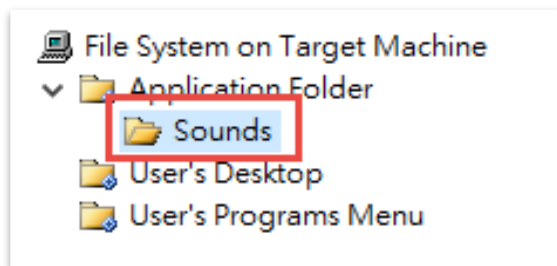 File System on Target Machine
Application Folder
Sounds
User's Desktop
User's Programs Menu